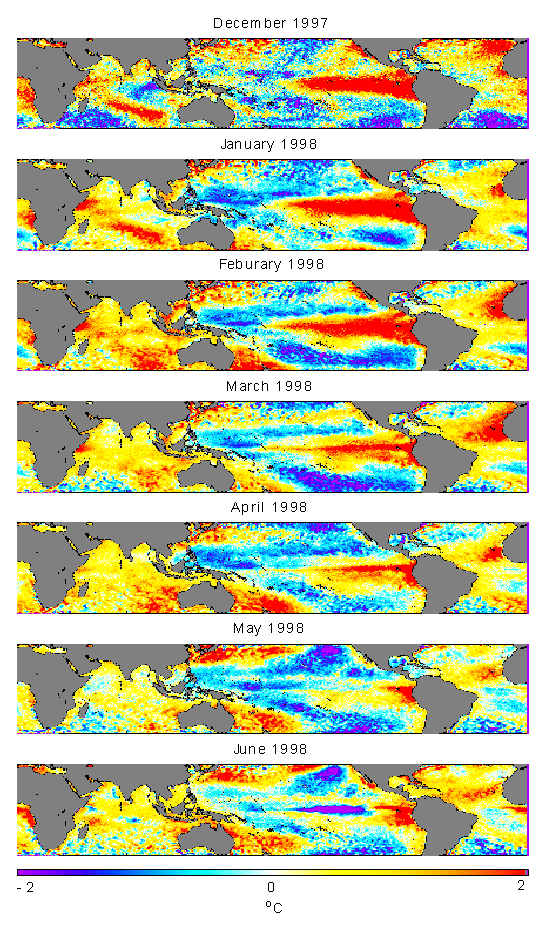 December 1997
January 1998
Feburary 1998
March 1998
April 1998
May 1998
June 1998
- 2 0 2
°C